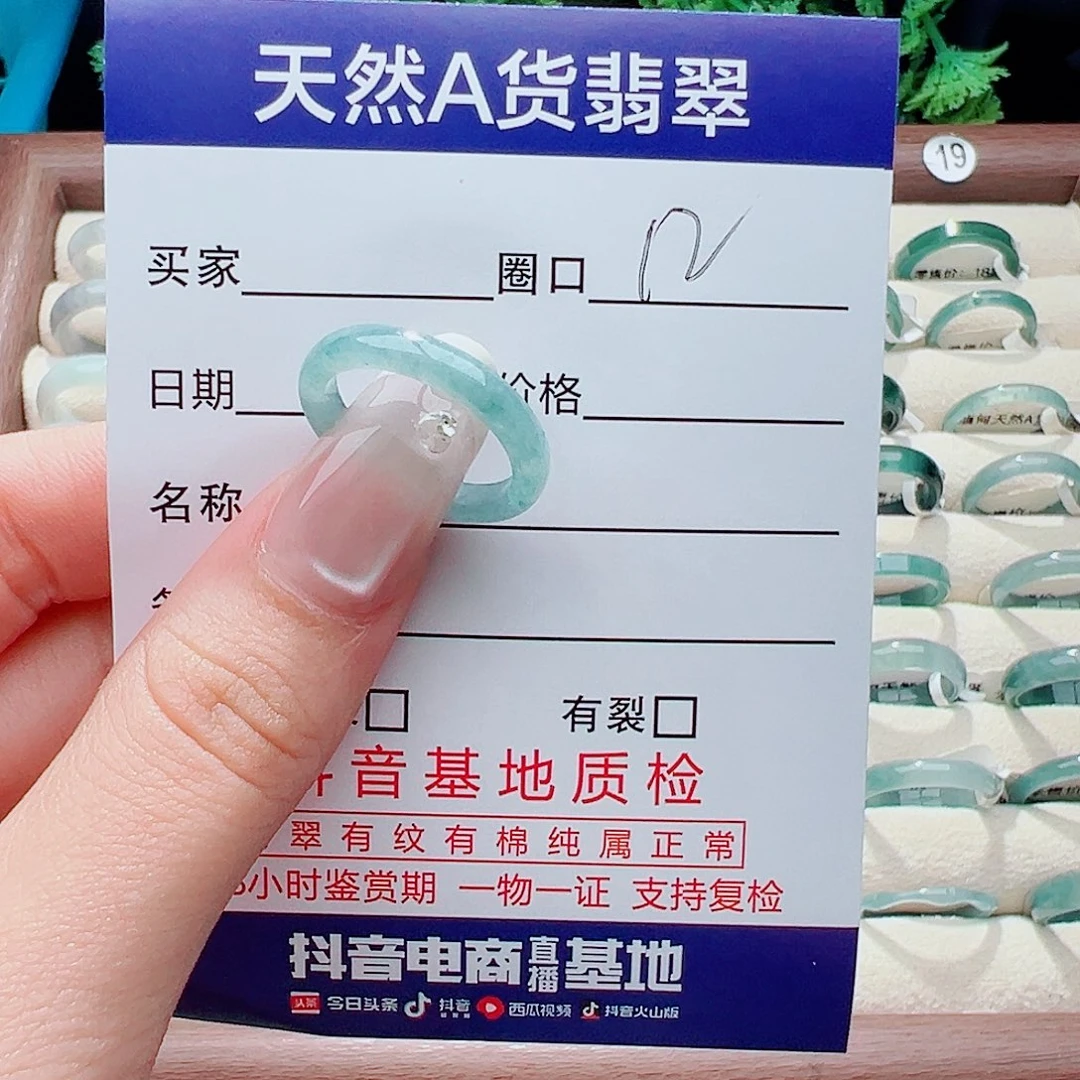 天然A货翡翠
19
买家 圈口
日期 价格
名称
有裂
音基地质检
翠有纹有棉纯属正常
小时鉴赏期 一物一证 支持复检
抖音电商直播基地
头条 今日头条 抖音 西瓜视频 抖音火山版